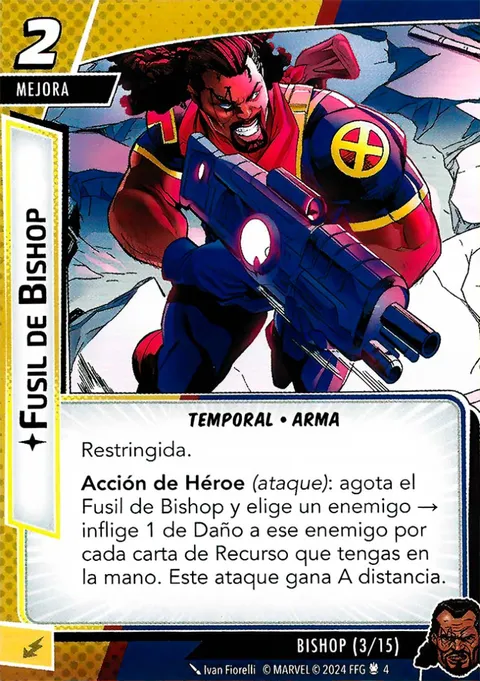 2
MEJORA
FUSIL DE BISHOP
TEMPORAL • ARMA
Restringida.
Acción de Héroe (ataque): agota el
Fusil de Bishop y elige un enemigo →
inflige 1 de Daño a ese enemigo por
cada carta de Recurso que tengas en
la mano. Este ataque gana A distancia.
BISHOP (3/15)
Ivan Fiorelli © MARVEL © 2024 FFG 4